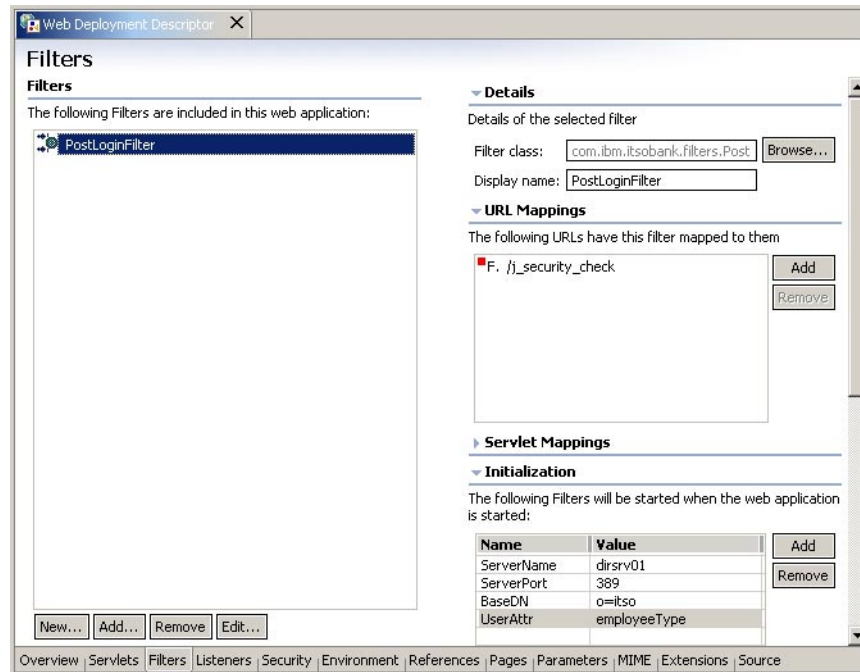 Web Deployment Descriptor X
Filters
Filters
The following Filters are included in this web application:
PostLoginFilter
New... Add... Remove Edit...
Details
Details of the selected filter
Filter class: com.ibm.itsobank.filters.Post Browse...
Display name: PostLoginFilter
URL Mappings
The following URLs have this filter mapped to them
F. /j_security_check
Add
Remove
Servlet Mappings
Initialization
The following Filters will be started when the web application
is started:
Name Value
ServerName dirsrv01
ServerPort 389
BaseDN o=itso
UserAttr employeeType
Add
Remove
Overview Servlets Filters Listeners Security Environment References Pages Parameters MIME Extensions Source